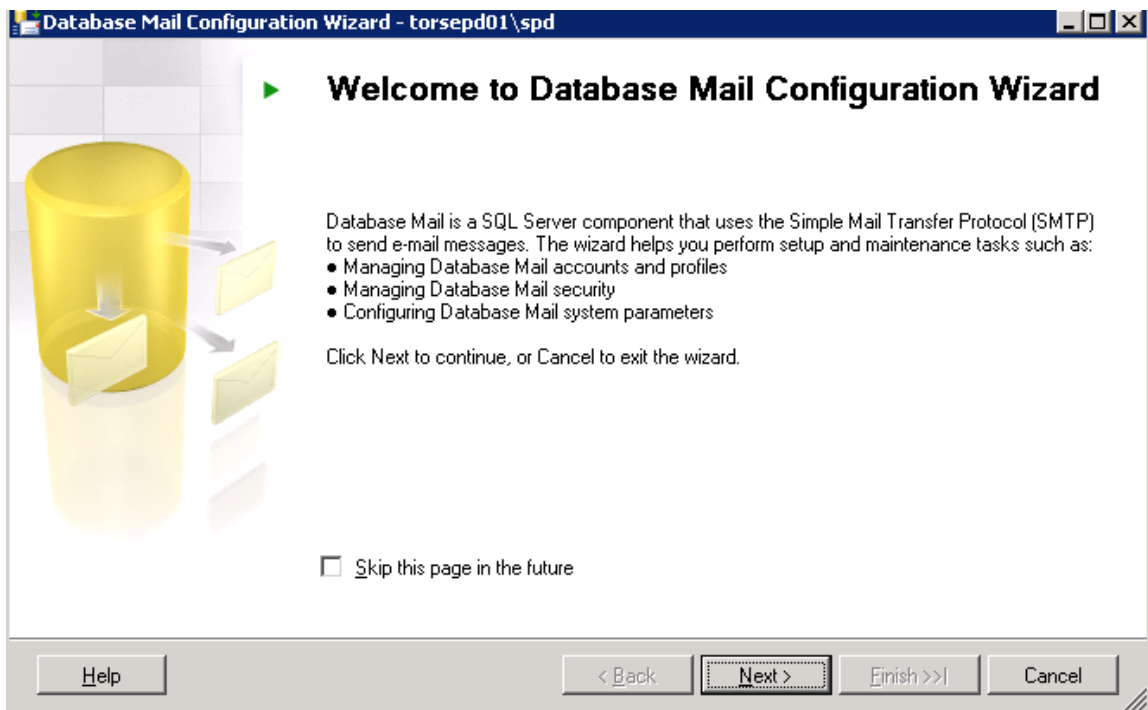 Database Mail Configuration Wizard - torsepd01\spd
Welcome to Database Mail Configuration Wizard
Database Mail is a SQL Server component that uses the Simple Mail Transfer Protocol (SMTP)
to send e-mail messages. The wizard helps you perform setup and maintenance tasks such as:
● Managing Database Mail accounts and profiles
● Managing Database Mail security
● Configuring Database Mail system parameters
Click Next to continue, or Cancel to exit the wizard.
Skip this page in the future
Help
< Back
Next >
Finish >>|
Cancel